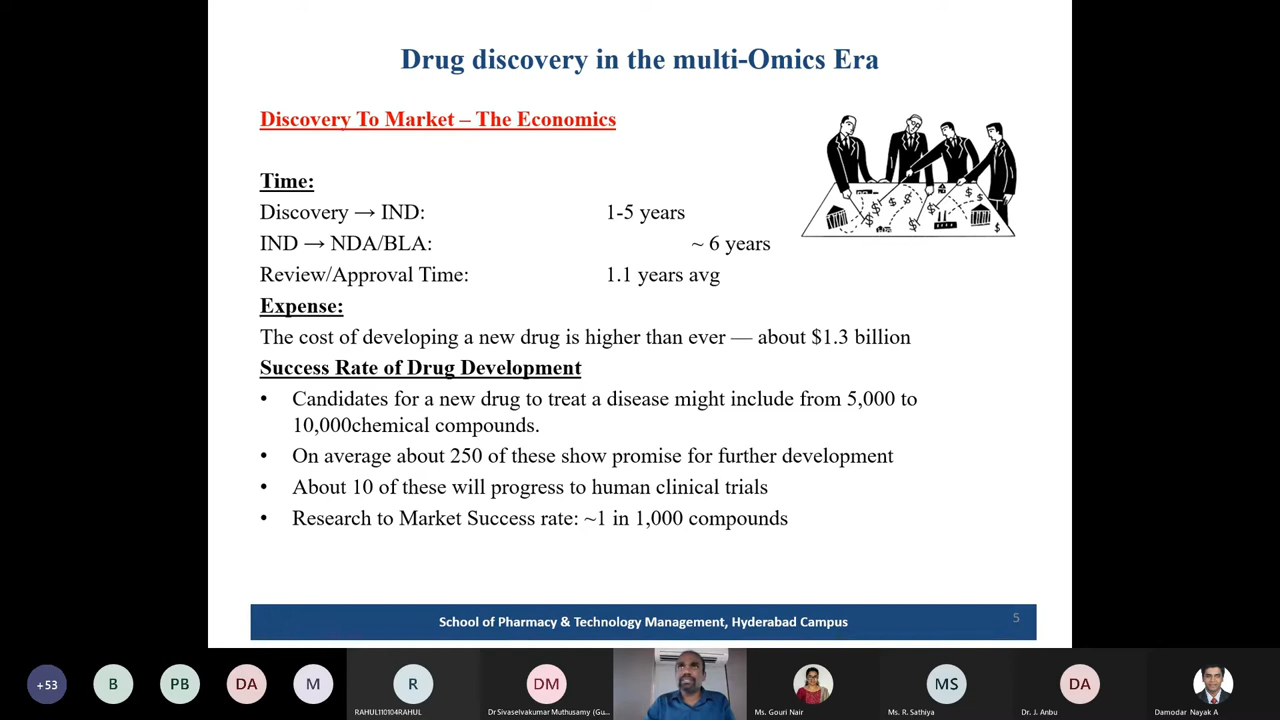 Drug discovery in the multi-Omics Era
Discovery To Market – The Economics
Time:
Discovery → IND: 1-5 years
IND → NDA/BLA: ~ 6 years
Review/Approval Time: 1.1 years avg
Expense:
The cost of developing a new drug is higher than ever — about $1.3 billion
Success Rate of Drug Development
• Candidates for a new drug to treat a disease might include from 5,000 to
10,000chemical compounds.
• On average about 250 of these show promise for further development
• About 10 of these will progress to human clinical trials
• Research to Market Success rate: ~1 in 1,000 compounds
School of Pharmacy & Technology Management, Hyderabad Campus
5
+53 B PB DA M R DM MS DA
RAHUL110104RAHUL Dr Sivaselvakumar Muthusamy (Gu... Ms. Gouri Nair Ms. R. Sathiya Dr. J. Anbu Damodar Nayak A